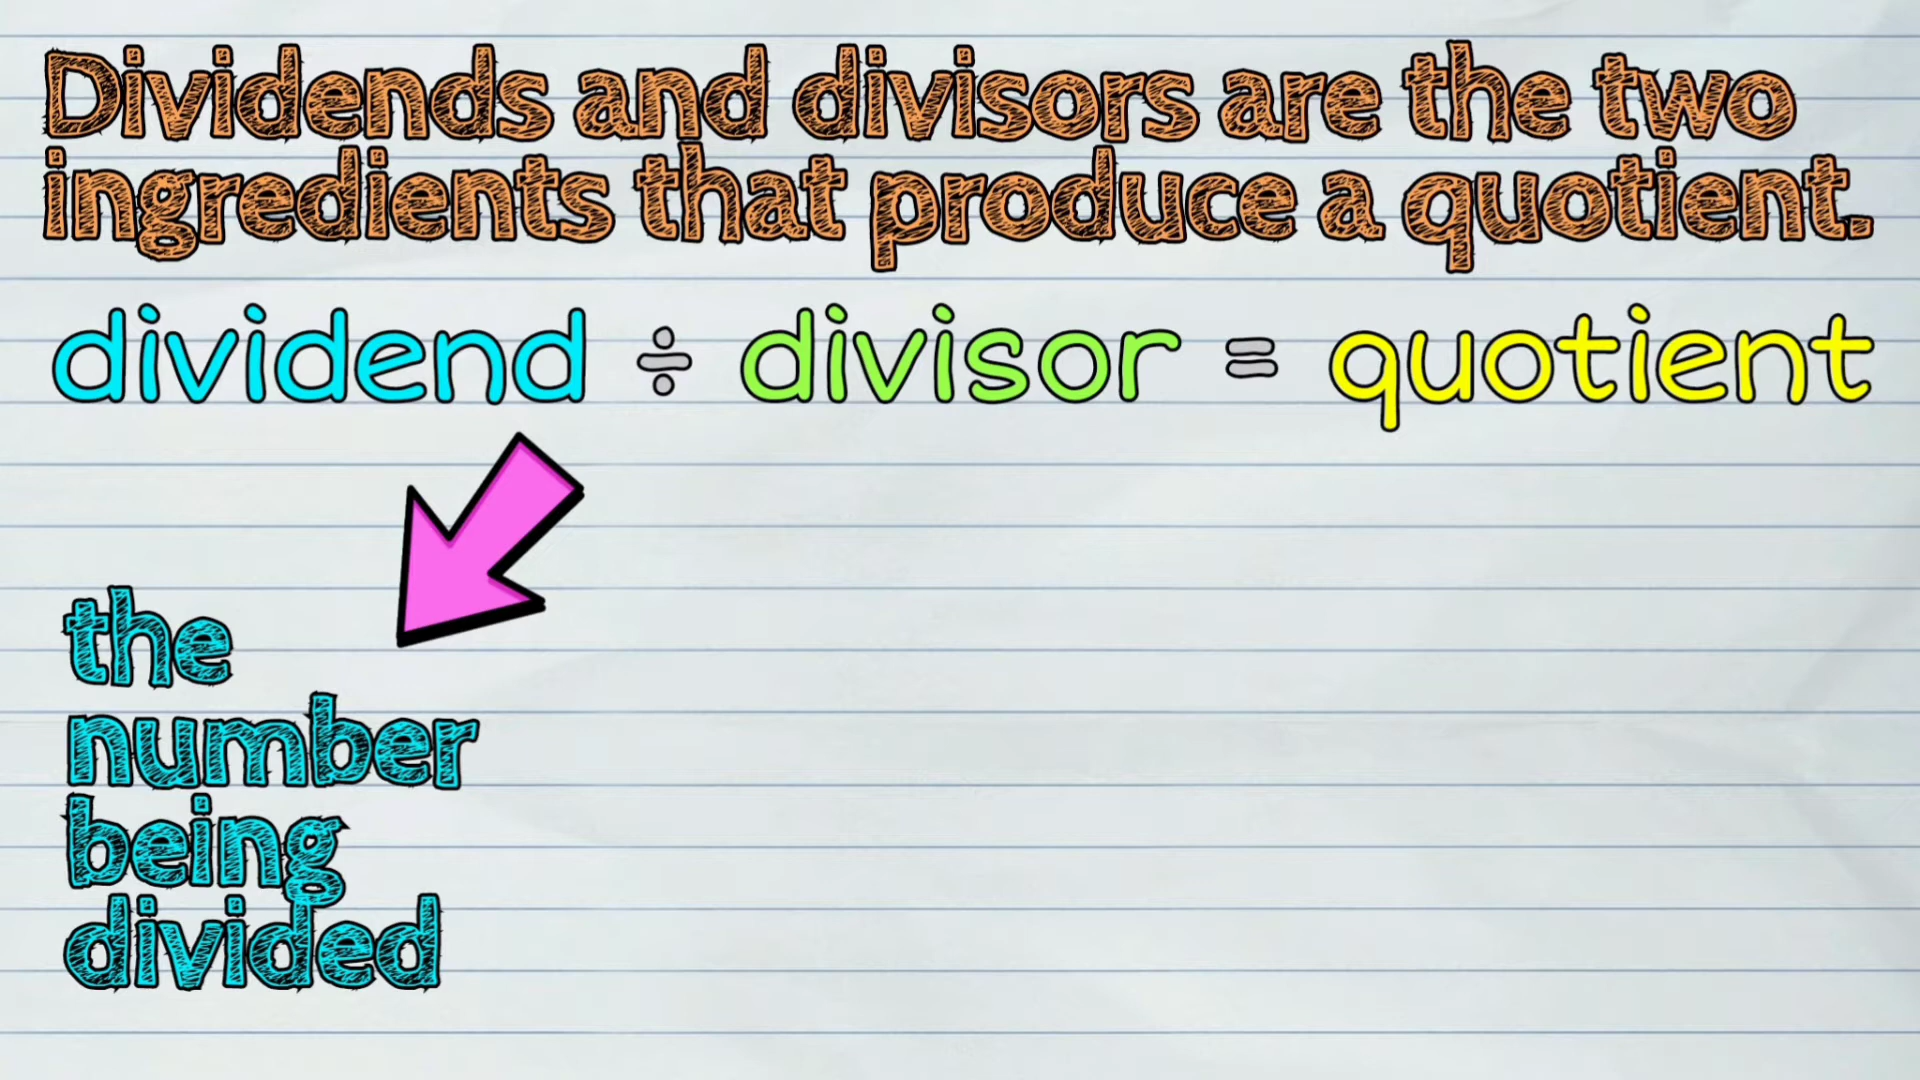 Dividends and divisors are the two
ingredients that produce a quotient.
dividend ÷ divisor = quotient
the
number
being
divided